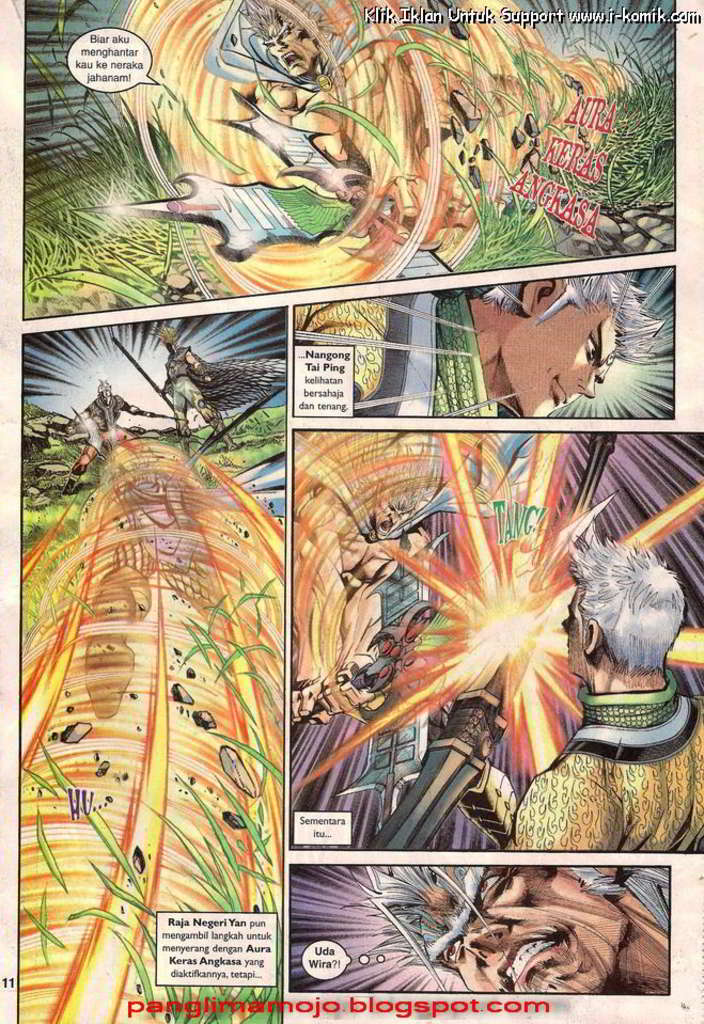 Klik Iklan Untuk Support www.i-komik.com
Biar aku
menghantar
kau ke neraka
jahanam!
AURA
KERAS
ANGKASA
...Nangong
Tai Ping
kelihatan
bersahaja
dan tenang.
TANG!
HU...
Sementara
itu...
Raja Negeri Yan pun
mengambil langkah untuk
menyerang dengan Aura
Keras Angkasa yang
diaktifkannya, tetapi...
Uda
Wira?!
11
panglimamojo.blogspot.com